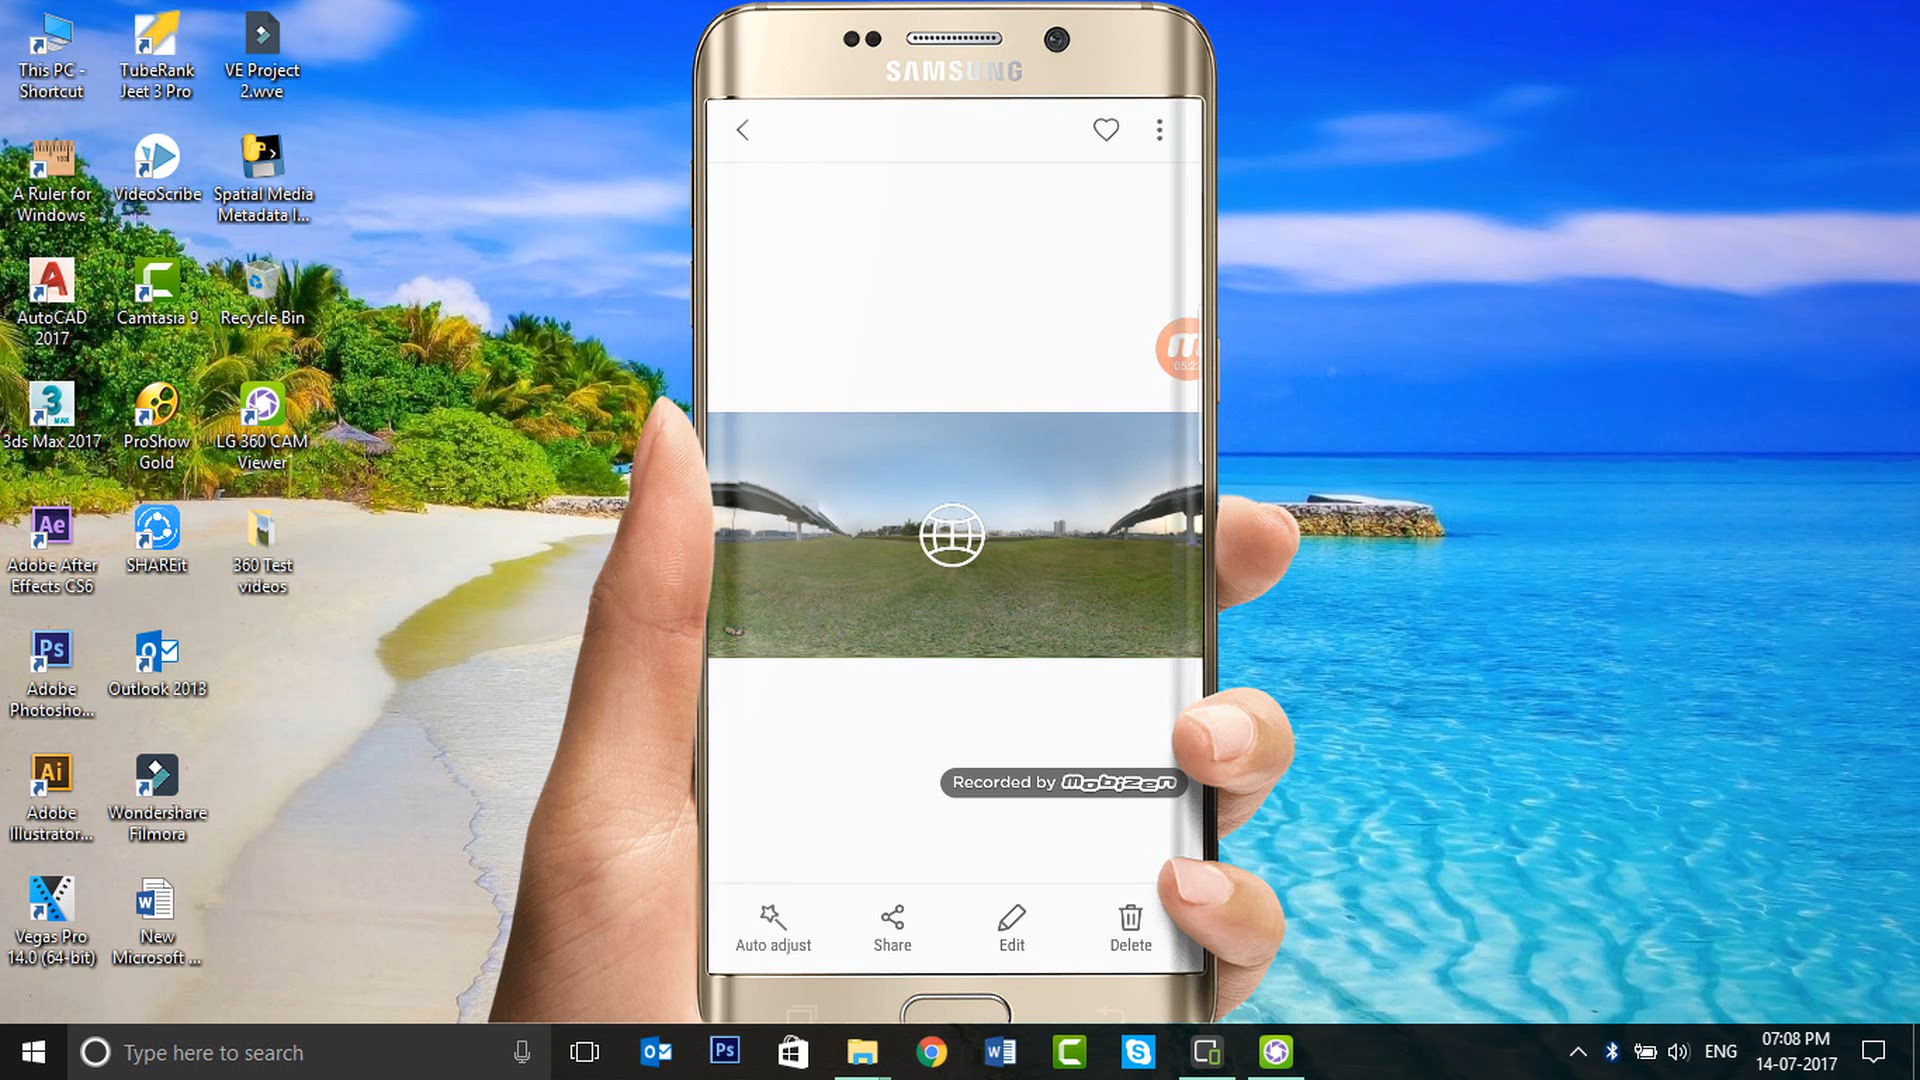 This PC -
Shortcut
TubeRank
Jeet 3 Pro
VE Project
2.wve
A Ruler for
Windows
VideoScribe
Spatial Media
Metadata I...
AutoCAD
2017
Camtasia 9
Recycle Bin
3ds Max 2017
ProShow
Gold
LG 360 CAM
Viewer
Adobe After
Effects CS6
SHAREit
360 Test
videos
Adobe
Photosho...
Outlook 2013
Adobe
Illustrator...
Wondershare
Filmora
Vegas Pro
14.0 (64-bit)
New
Microsoft ...
SAMSUNG
Recorded by mobizen
Auto adjust
Share
Edit
Delete
Type here to search
ENG
07:08 PM
14-07-2017